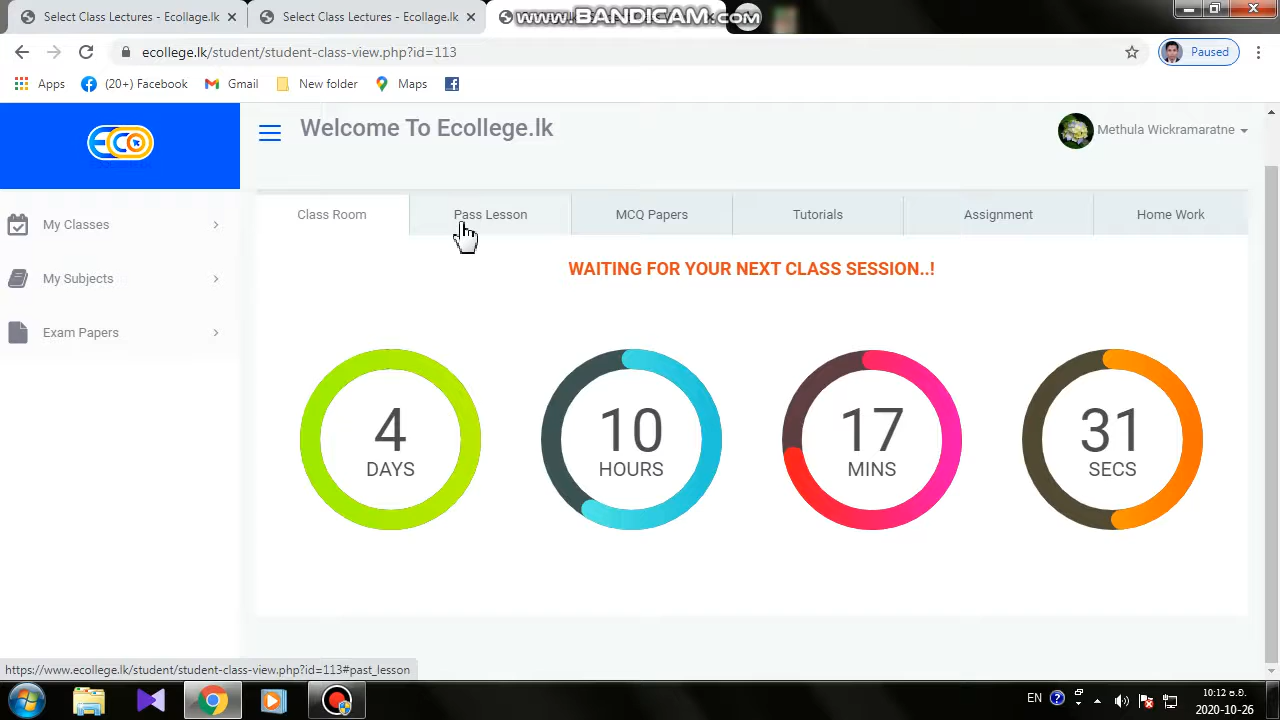 Select Lectures - Ecollage.lk
Select Class Lectures - Ecollage.lk
www.BANDICAM.com
ecollege.lk/student/student-class-view.php?id=113
Paused
Apps
(20+) Facebook
Gmail
New folder
Maps
ECO
Welcome To Ecollege.lk
Methula Wickramaratne
My Classes
My Subjects
Exam Papers
Class Room
Pass Lesson
MCQ Papers
Tutorials
Assignment
Home Work
WAITING FOR YOUR NEXT CLASS SESSION..!
4
DAYS
10
HOURS
17
MINS
31
SECS
https://www.ecollege.lk/student/student-class-view.php?id=113#past_lesson
EN
10:12 ප.ව.
2020-10-26